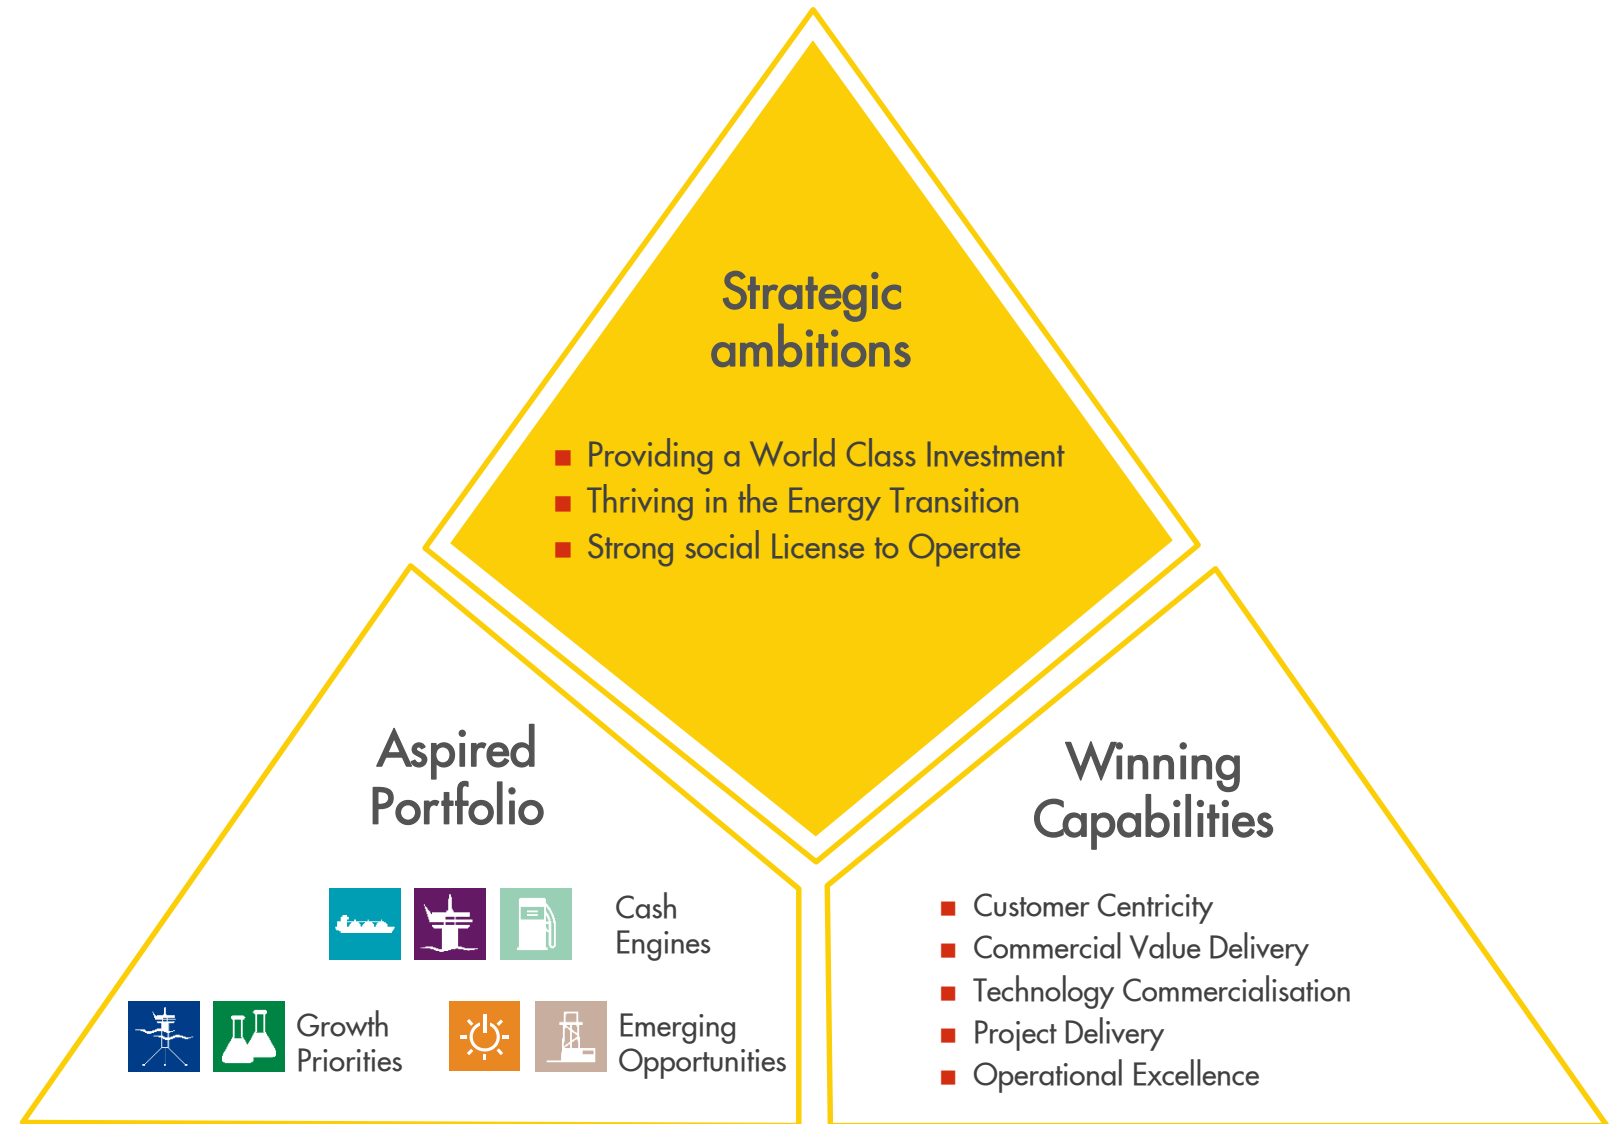 Strategic
ambitions
Providing a World Class Investment
Thriving in the Energy Transition
Strong social License to Operate
Aspired
Portfolio
Cash
Engines
Growth
Priorities
Emerging
Opportunities
Winning
Capabilities
Customer Centricity
Commercial Value Delivery
Technology Commercialisation
Project Delivery
Operational Excellence